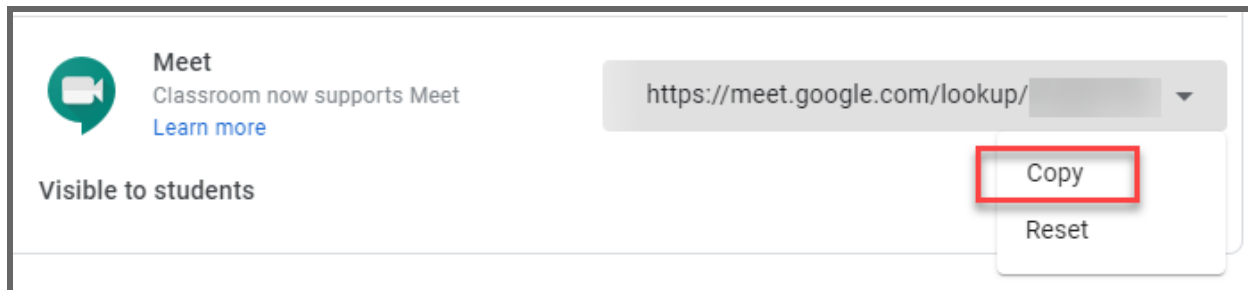 Meet
Classroom now supports Meet
Learn more
https://meet.google.com/lookup/
Copy
Reset
Visible to students